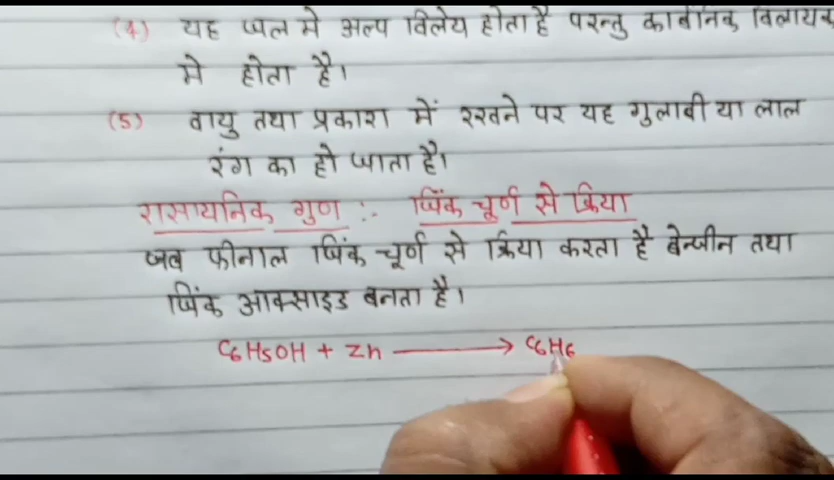 (4) यह जल मे अल्प विलेय होता है परन्तु कार्बनिक विलायक
मे होता है।
(5) वायु तथा प्रकाश में रखने पर यह गुलाबी या लाल
रंग का हो जाता है।
रासायनिक गुण :. जिंक चूर्ण से क्रिया
जब फीनाल जिंक चूर्ण से क्रिया करता है बेन्जीन तथा
जिंक आक्साइड बनता है।
C6H5OH + Zn ⟶ C6H6